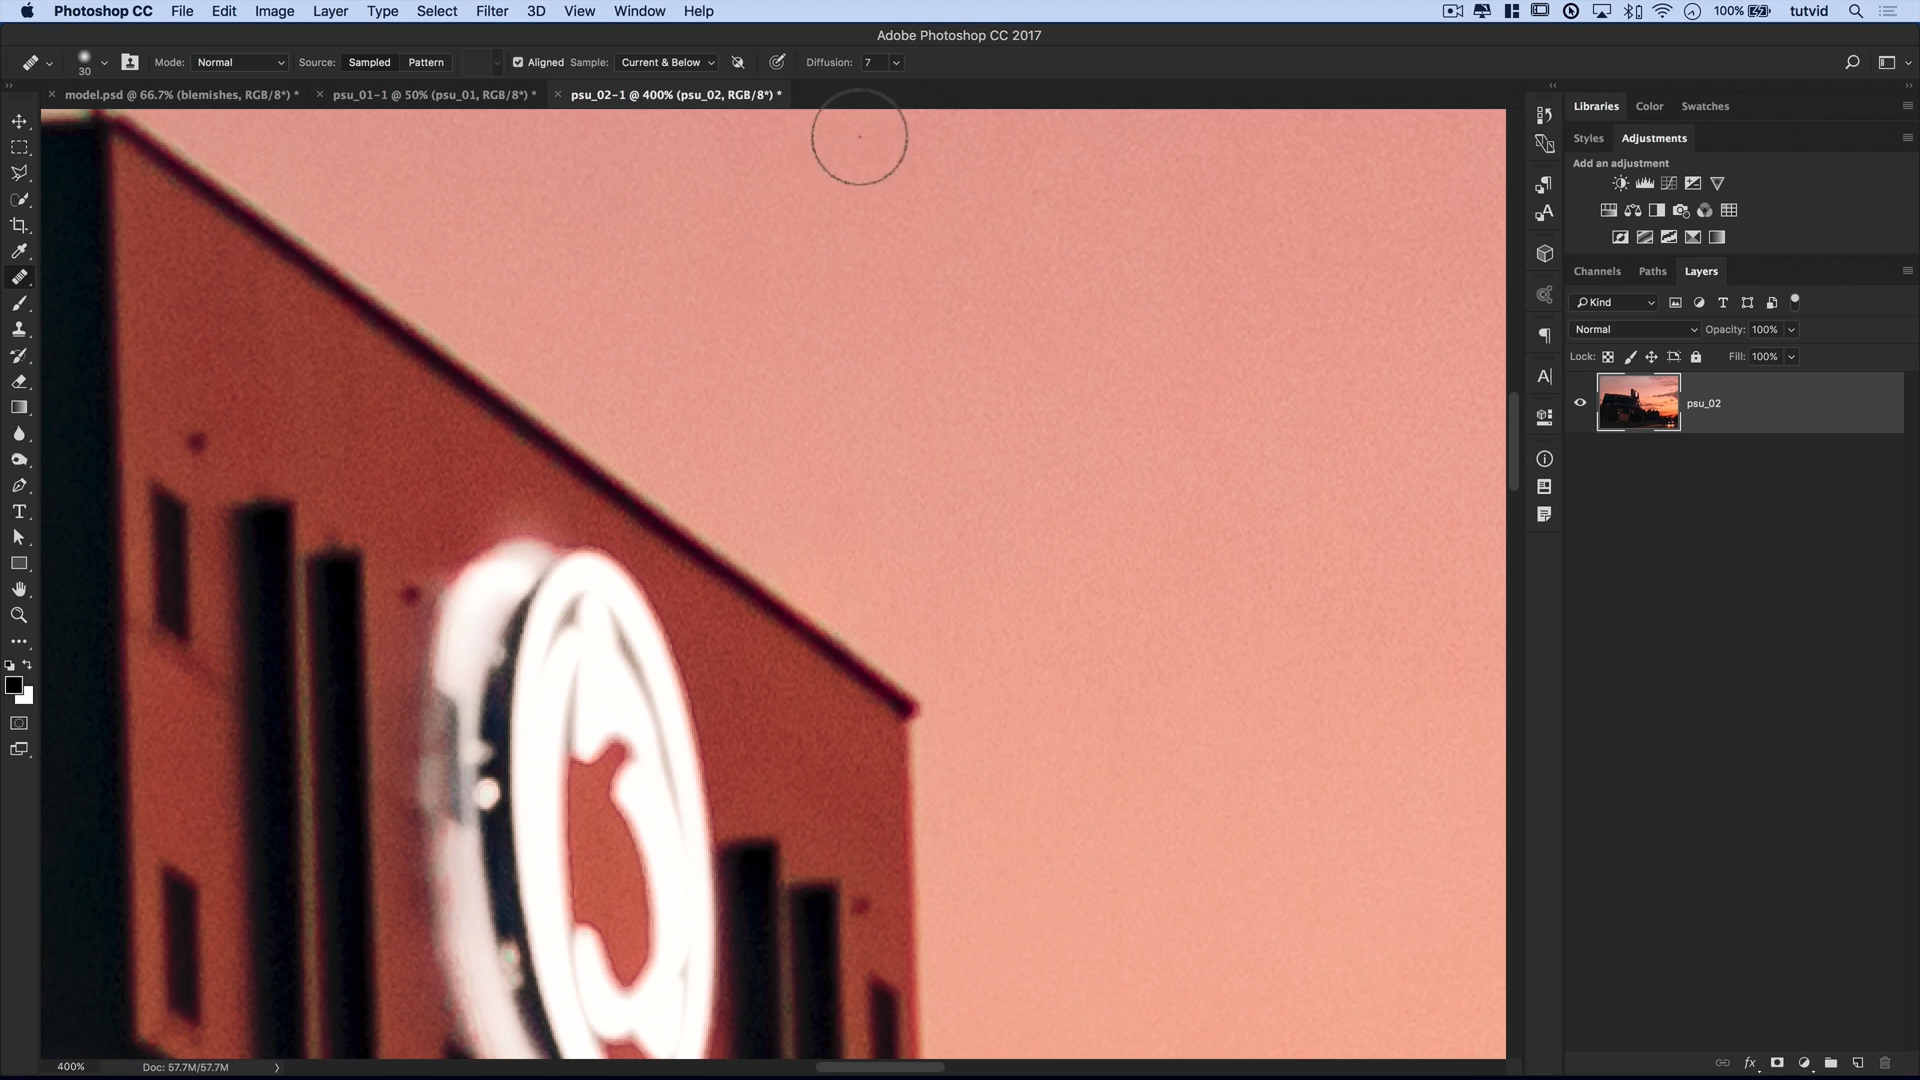 Photoshop CC File Edit Image Layer Type Select Filter 3D View Window Help 100% tutvid
Adobe Photoshop CC 2017
30 Mode: Normal Source: Sampled Pattern Aligned Sample: Current & Below Diffusion: 7
model.psd @ 66.7% (blemishes, RGB/8*) * psu_01-1 @ 50% (psu_01, RGB/8*) * psu_02-1 @ 400% (psu_02, RGB/8*) *
Libraries Color Swatches
Styles Adjustments
Add an adjustment
Channels Paths Layers
Kind
Normal Opacity: 100%
Lock: Fill: 100%
psu_02
400% Doc: 57.7M/57.7M